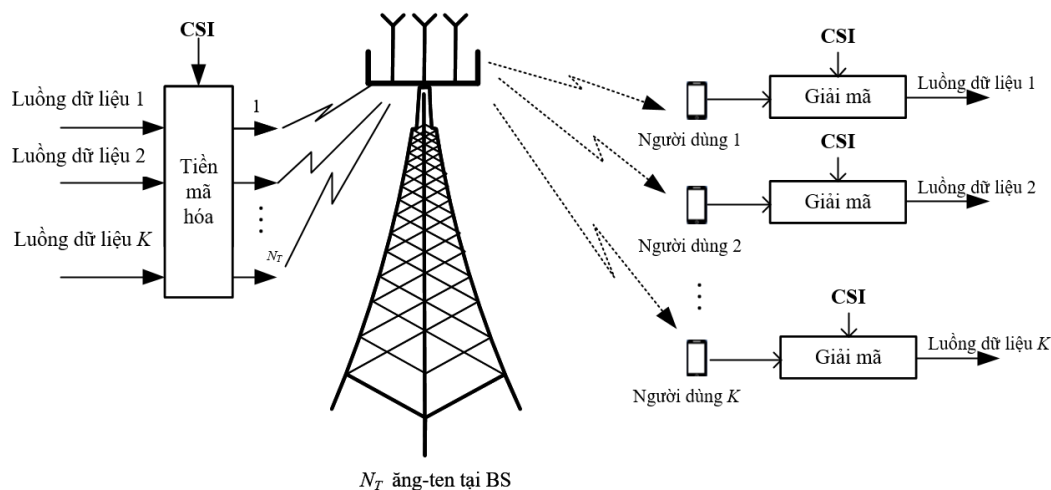 CSI
Luồng dữ liệu 1
Luồng dữ liệu 2
Luồng dữ liệu K
Tiền
mã
hóa
1
N_T
N_T ăng-ten tại BS
CSI
Giải mã
Luồng dữ liệu 1
Người dùng 1
CSI
Giải mã
Luồng dữ liệu 2
Người dùng 2
CSI
Giải mã
Luồng dữ liệu K
Người dùng K